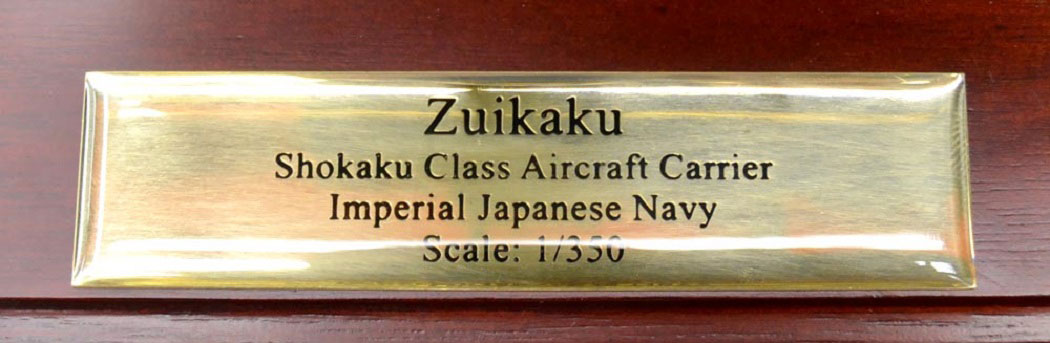 Zuikaku
Shokaku Class Aircraft Carrier
Imperial Japanese Navy
Scale: 1/350